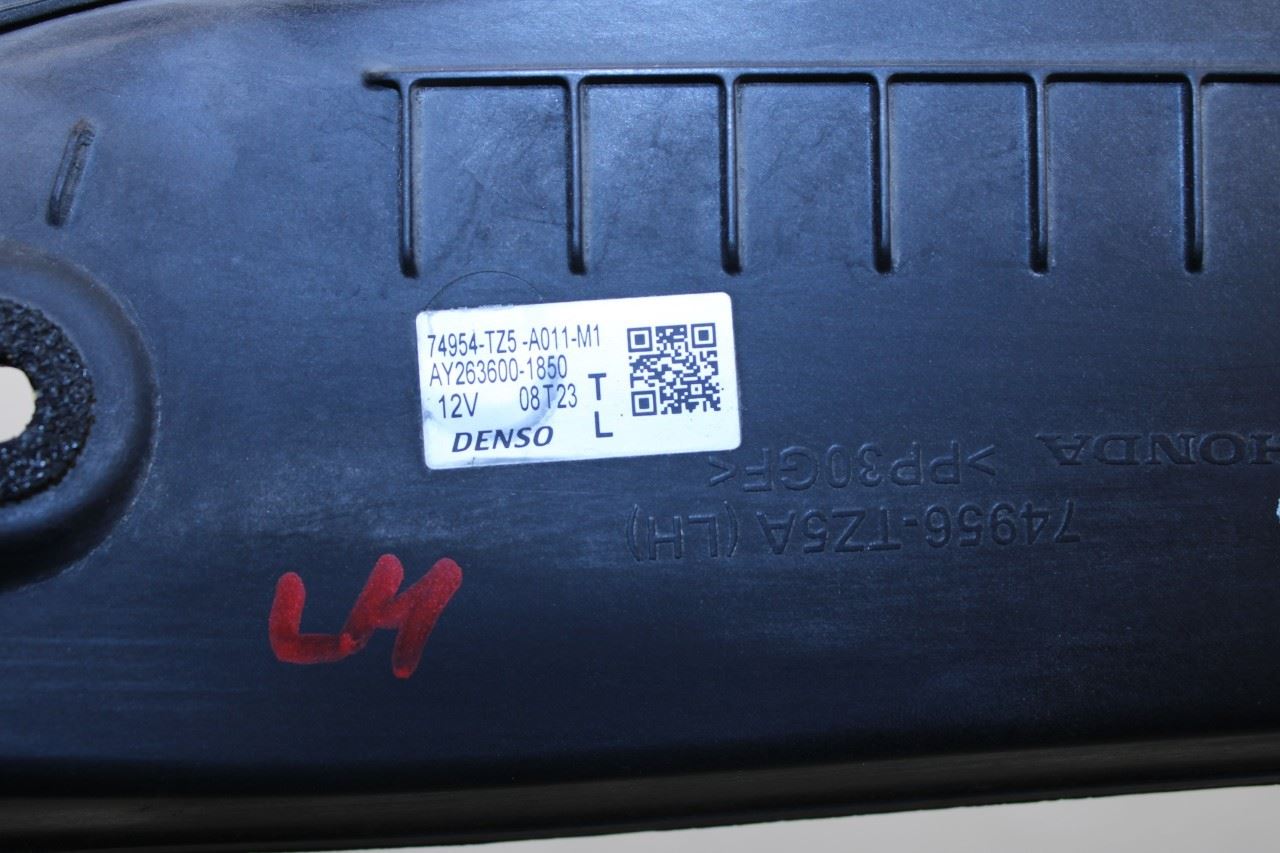 74954-TZ5 -A011-M1
AY263600-1850
12V 08T23
T
L
DENSO
HONDA
>PP30GF<
74956-TZ5A (LH)
LH